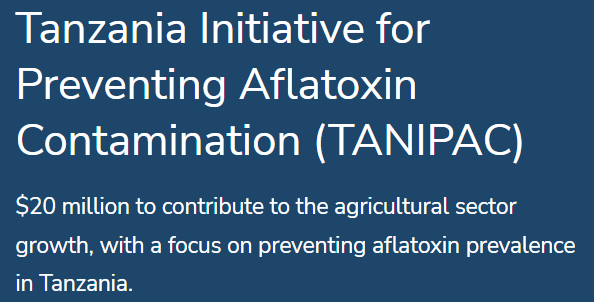 Tanzania Initiative for
Preventing Aflatoxin
Contamination (TANIPAC)
$20 million to contribute to the agricultural sector
growth, with a focus on preventing aflatoxin prevalence
in Tanzania.